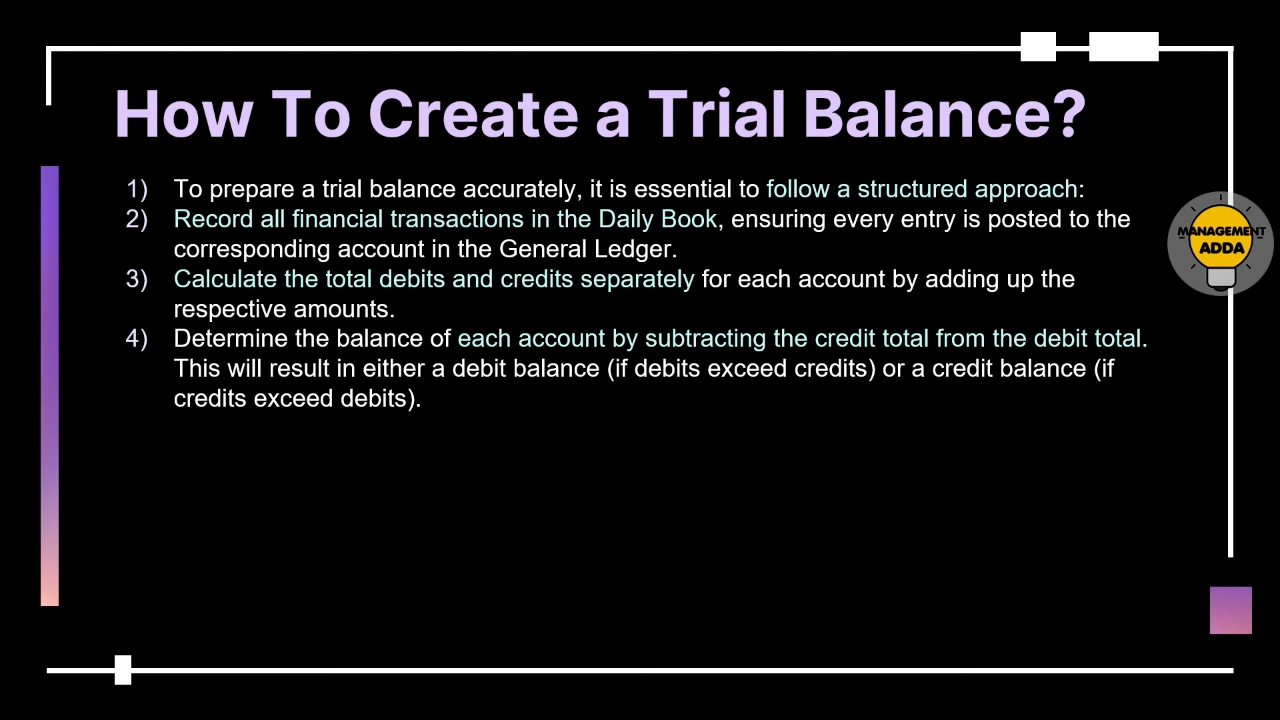 How To Create a Trial Balance?
1) To prepare a trial balance accurately, it is essential to follow a structured approach:
2) Record all financial transactions in the Daily Book, ensuring every entry is posted to the
corresponding account in the General Ledger.
3) Calculate the total debits and credits separately for each account by adding up the
respective amounts.
4) Determine the balance of each account by subtracting the credit total from the debit total.
This will result in either a debit balance (if debits exceed credits) or a credit balance (if
credits exceed debits).
MANAGEMENT
ADDA